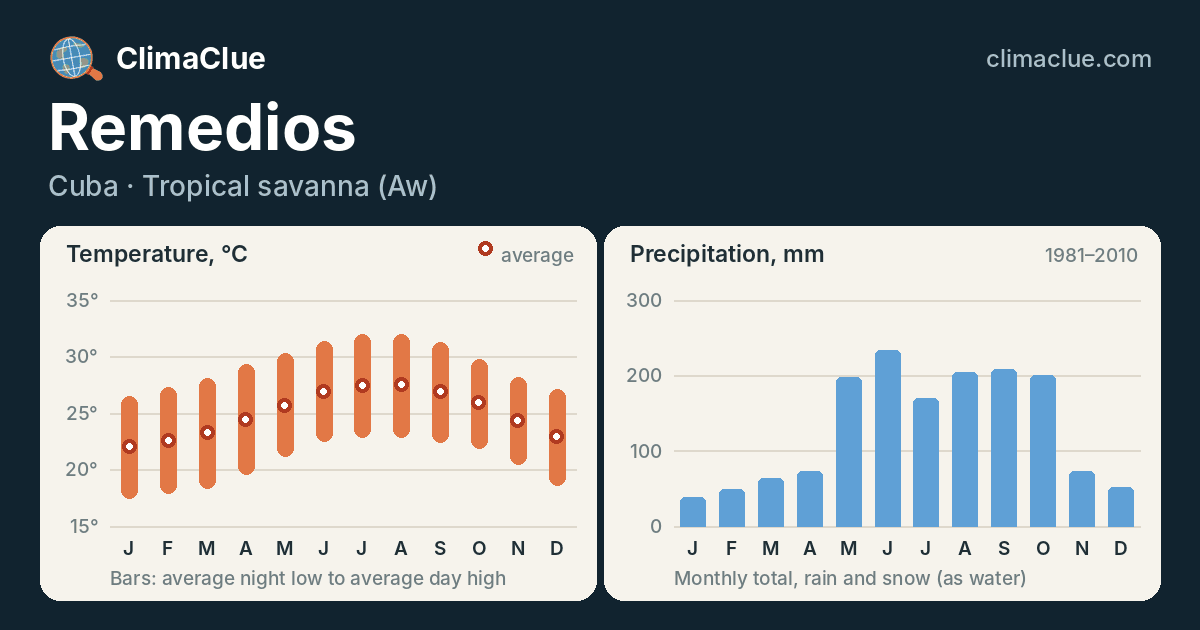 ClimaClue
climaclue.com
Remedios
Cuba · Tropical savanna (Aw)
Temperature, °C
average
35°
30°
25°
20°
15°
J F M A M J J A S O N D
Bars: average night low to average day high
Precipitation, mm
1981–2010
300
200
100
0
J F M A M J J A S O N D
Monthly total, rain and snow (as water)